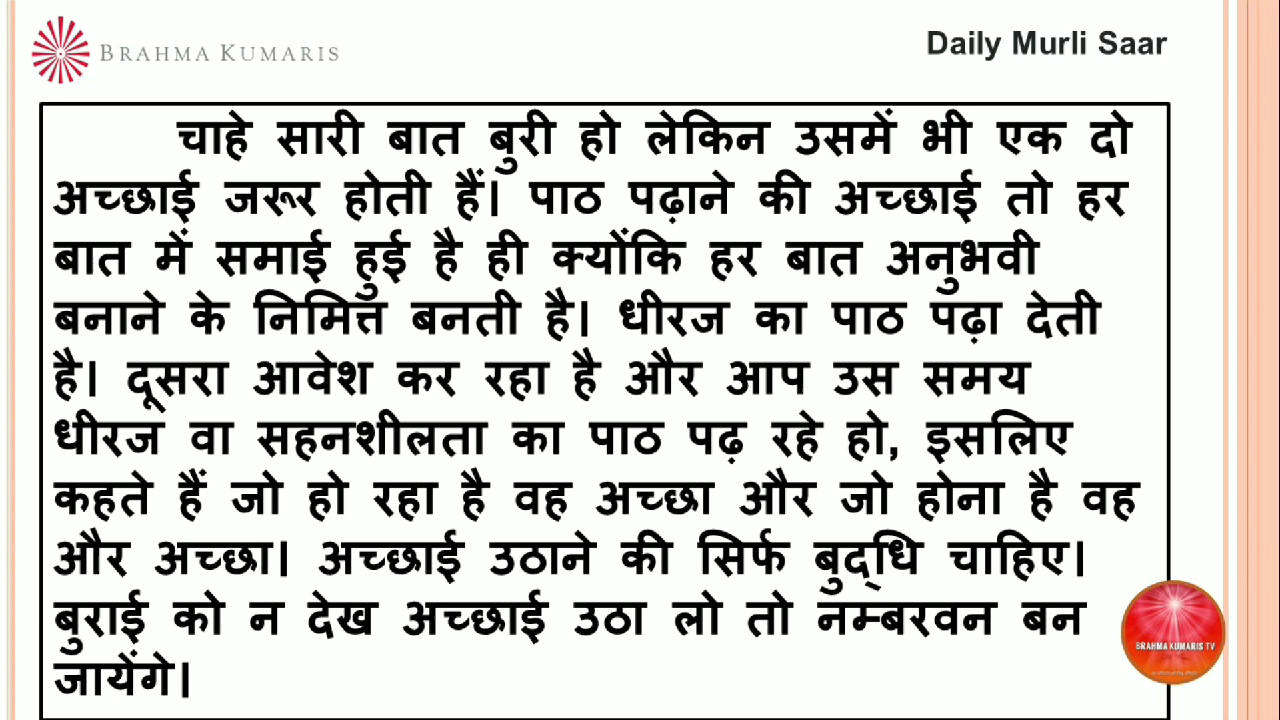 BRAHMA KUMARIS
Daily Murli Saar
चाहे सारी बात बुरी हो लेकिन उसमें भी एक दो
अच्छाई जरूर होती हैं। पाठ पढ़ाने की अच्छाई तो हर
बात में समाई हुई है ही क्योंकि हर बात अनुभवी
बनाने के निमित्त बनती है। धीरज का पाठ पढ़ा देती
है। दूसरा आवेश कर रहा है और आप उस समय
धीरज वा सहनशीलता का पाठ पढ़ रहे हो, इसलिए
कहते हैं जो हो रहा है वह अच्छा और जो होना है वह
और अच्छा। अच्छाई उठाने की सिर्फ बुद्धि चाहिए।
बुराई को न देख अच्छाई उठा लो तो नम्बरवन बन
जायेंगे।
BRAHMA KUMARIS TV